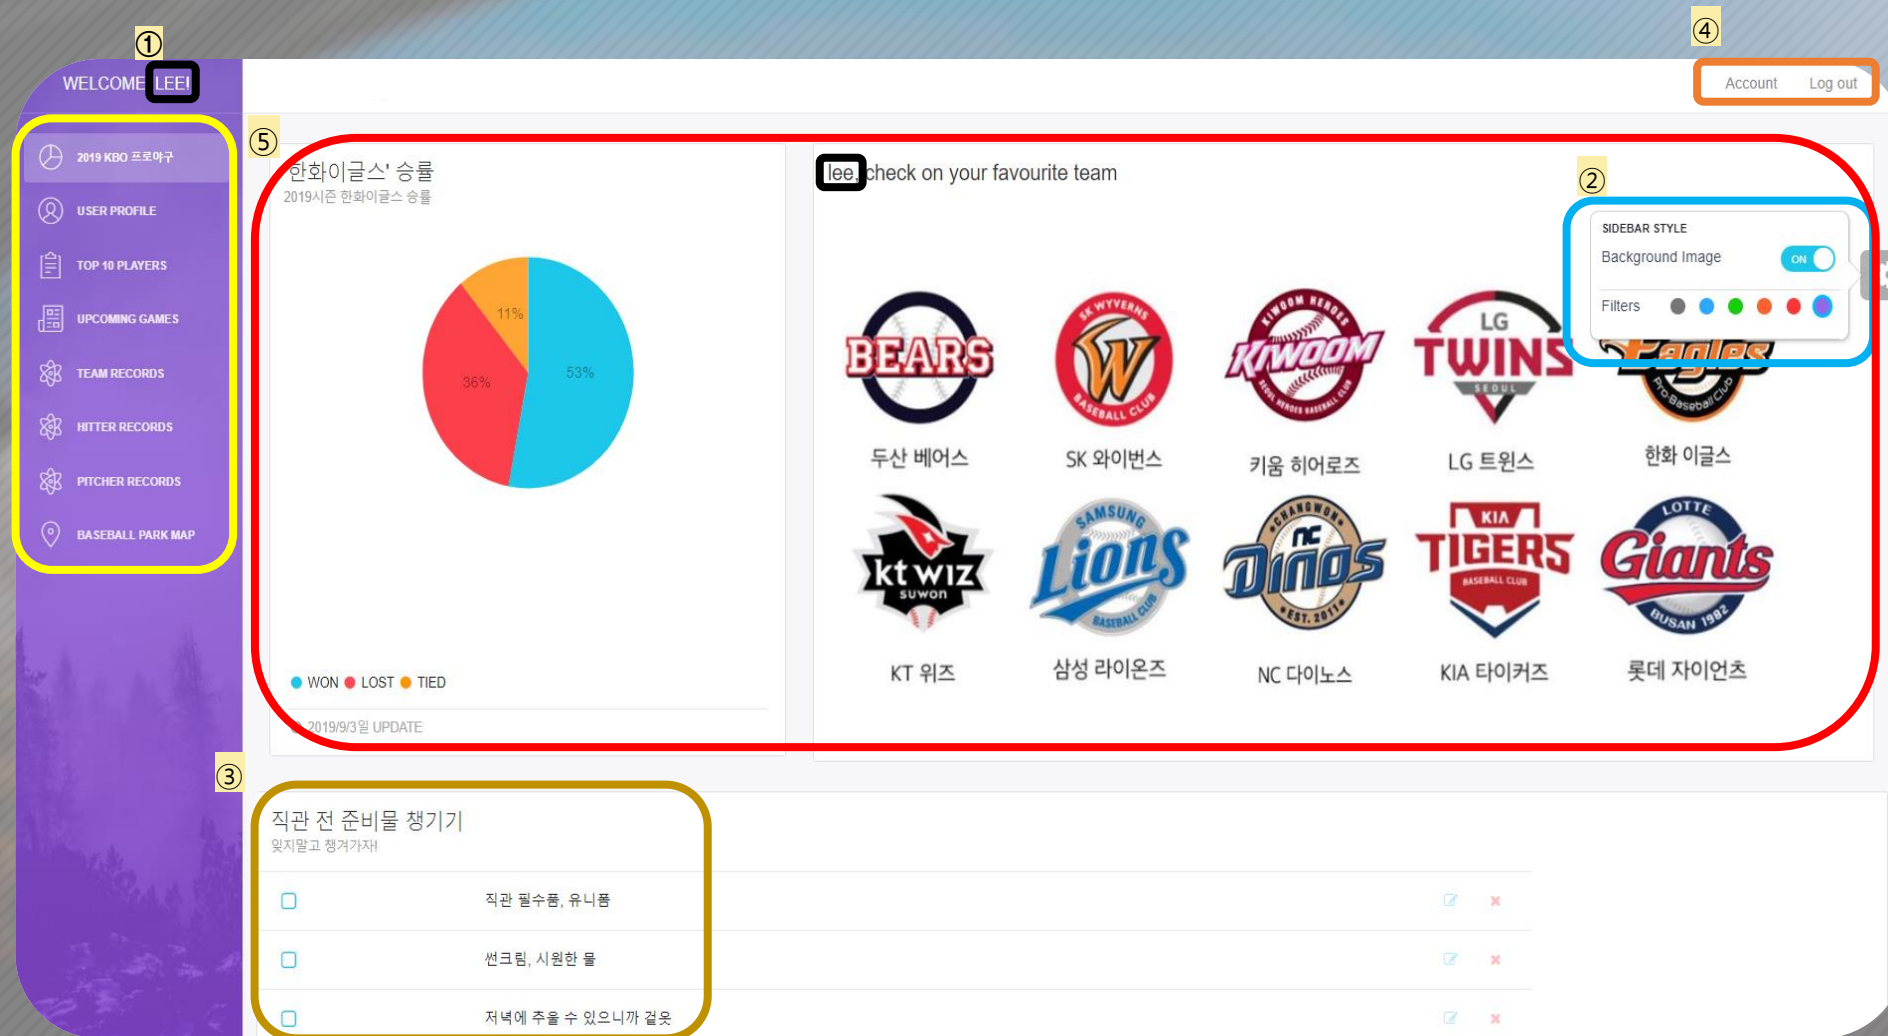 ①
④
WELCOME LEE!
Account Log out
2019 KBO 프로야구
USER PROFILE
TOP 10 PLAYERS
UPCOMING GAMES
TEAM RECORDS
HITTER RECORDS
PITCHER RECORDS
BASEBALL PARK MAP
⑤
한화이글스' 승률
2019시즌 한화이글스 승률
11%
36%
53%
WON LOST TIED
2019/9/3일 UPDATE
lee, check on your favourite team
②
SIDEBAR STYLE
Background Image ON
Filters
BEARS
SK WYVERNS
W
BASEBALL CLUB
KIWOOM HEROES
KIWOOM
SEOUL HEROES BASEBALL CLUB
LG
TWINS
SEOUL
Eagles
Pro-Baseball Club
두산 베어스
SK 와이번스
키움 히어로즈
LG 트윈스
한화 이글스
kt wiz
suwon
SAMSUNG
Lions
BASEBALL CLUB
CHANGWON
NC
Dinos
EST. 2011
KIA
TIGERS
BASEBALL CLUB
LOTTE
Giants
BUSAN 1982
KT 위즈
삼성 라이온즈
NC 다이노스
KIA 타이커즈
롯데 자이언츠
③
직관 전 준비물 챙기기
잊지말고 챙겨가자!
직관 필수품, 유니폼
썬크림, 시원한 물
저녁에 추울 수 있으니까 겉옷